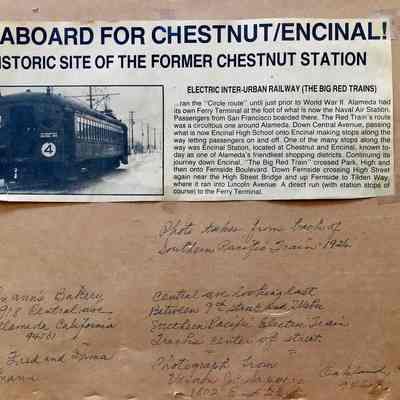 ABOARD FOR CHESTNUT/ENCINAL!
ISTORIC SITE OF THE FORMER CHESTNUT STATION
ELECTRIC INTER-URBAN RAILWAY (THE BIG RED TRAINS)
...ran the "Circle route" until just prior to World War II. Alameda had
its own Ferry Terminal at the foot of what is now the Naval Air Station.
Passengers from San Francisco boarded there. The Red Train's route
was a circuitous one around Alameda. Down Central Avenue, passing
what is now Encinal High School onto Encinal making stops along the
way letting passengers on and off. One of the many stops along the
way was Encinal Station, located at Chestnut and Encinal, known to-
day as one of Alameda's trendiest shopping districts. Continuing its
journey down Encinal, "The Big Red Train" crossed Park, High and
then onto Fernside Boulevard. Down Fernside crossing High Street
again near the High Street Bridge and up Fernside to Tilden Way,
where it ran into Lincoln Avenue. A direct run (with station stops of
course) to the Ferry Terminal.
4
Photo taken from back of
Southern Pacific Train 1926
mann's Bakery
Central ave looking East
Between 9th St and Webster
Alameda California
94501
Southern Pacific Electric Train
Tracks center of street
Fred and
mann
Photograph from
Vernon J.
1602